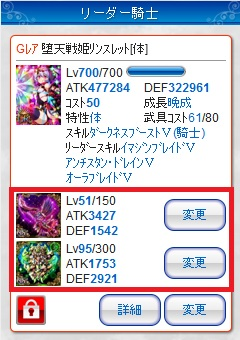 リーダー騎士
Gレア 堕天戦姫リンスレット[体]
Lv700/700
ATK477284 DEF322961
コスト50 成長晩成
特性体 武具コスト61/80
スキルダークネスブーストⅤ(騎士)
リーダースキルイマジンブレイドⅤ
アンチスタン・ドレインⅤ
オーラブレイドⅤ
Lv51/150
ATK3427
DEF1542
変更
Lv95/300
ATK1753
DEF2921
変更
詳細 変更